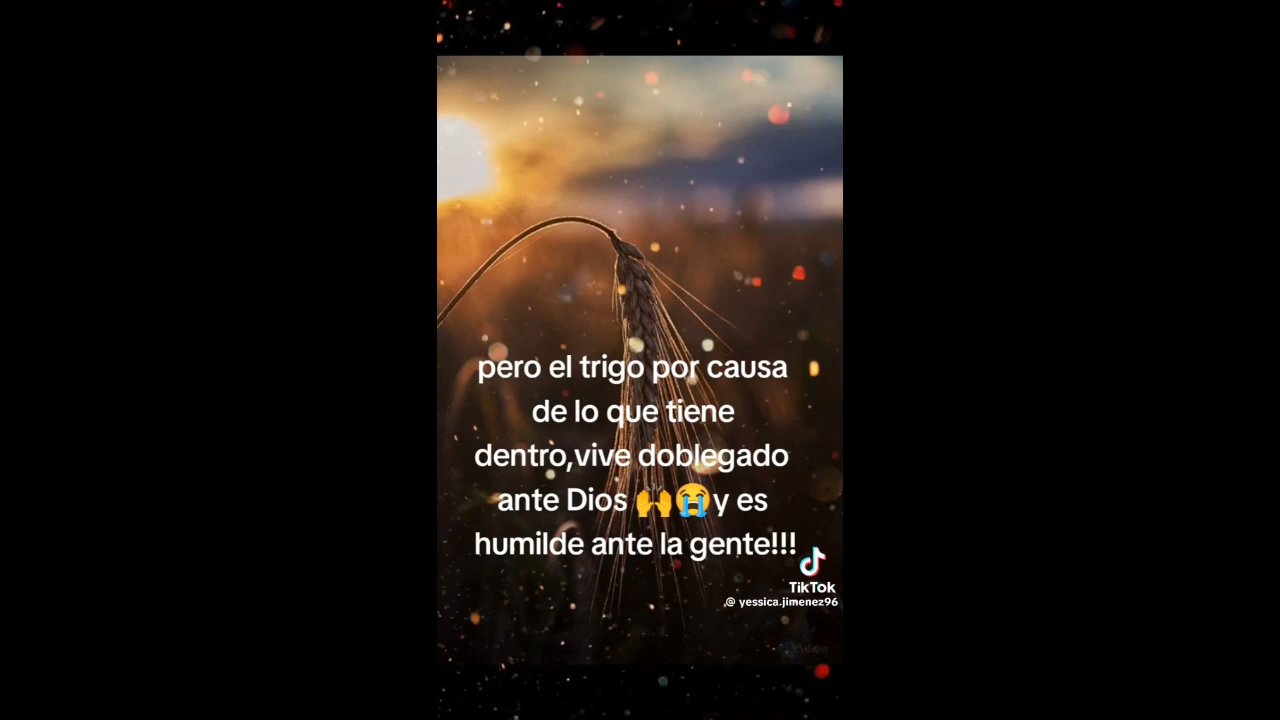 pero el trigo por causa
de lo que tiene
dentro,vive doblegado
ante Dios 🙌😭y es
humilde ante la gente!!!
TikTok
@ yessica.jimenez96